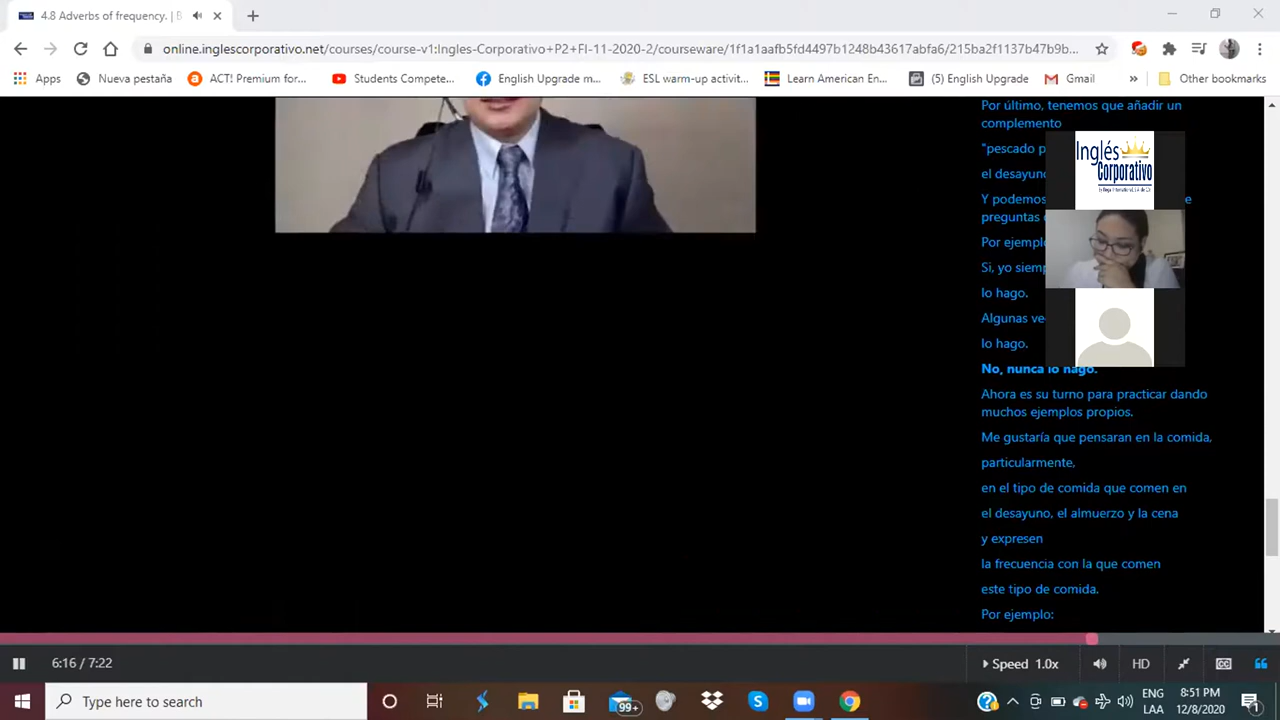 4.8 Adverbs of frequency. | B
online.inglescorporativo.net/courses/course-v1:Ingles-Corporativo+P2+FI-11-2020-2/courseware/1f1a1aafb5fd4497b1248b43617abfa6/215ba2f1137b47b9b...
Apps
Nueva pestaña
ACT! Premium for...
Students Compete...
English Upgrade m...
ESL warm-up activit...
Learn American En...
(5) English Upgrade
Gmail
»
Other bookmarks
Por último, tenemos que añadir un
complemento
"pescado p
el desayuno
Y podemos e
preguntas
Por ejemplo
Si, yo siem
lo hago.
Algunas ve
lo hago.
No, nunca lo hago.
Ahora es su turno para practicar dando
muchos ejemplos propios.
Me gustaría que pensaran en la comida,
particularmente,
en el tipo de comida que comen en
el desayuno, el almuerzo y la cena
y expresen
la frecuencia con la que comen
este tipo de comida.
Por ejemplo:
Inglés
Corporativo
6:16 / 7:22
Speed 1.0x
HD
Type here to search
99+
ENG
LAA
8:51 PM
12/8/2020
1